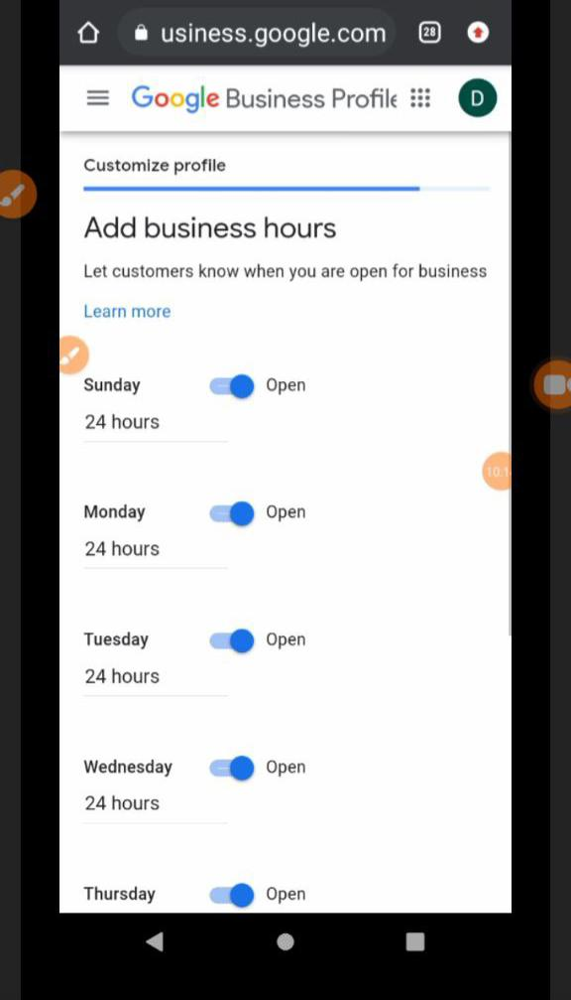 usiness.google.com
28
Google Business Profile
D
Customize profile
Add business hours
Let customers know when you are open for business
Learn more
Sunday Open
24 hours
10:1
Monday Open
24 hours
Tuesday Open
24 hours
Wednesday Open
24 hours
Thursday Open